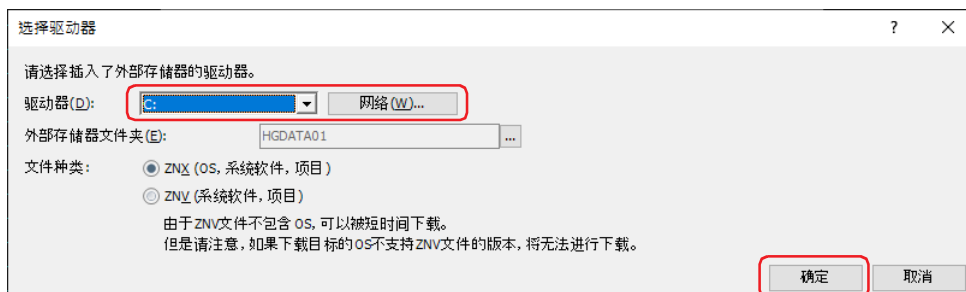 选择驱动器 ? ×
请选择插入了外部存储器的驱动器。
驱动器(D): C: 网络(W)...
外部存储器文件夹(E): HGDATA01 ...
文件种类: ZNX (OS, 系统软件, 项目)
ZNV (系统软件, 项目)
由于ZNV文件不包含OS, 可以被短时间下载。
但是请注意, 如果下载目标的OS不支持ZNV文件的版本, 将无法进行下载。
确定 取消